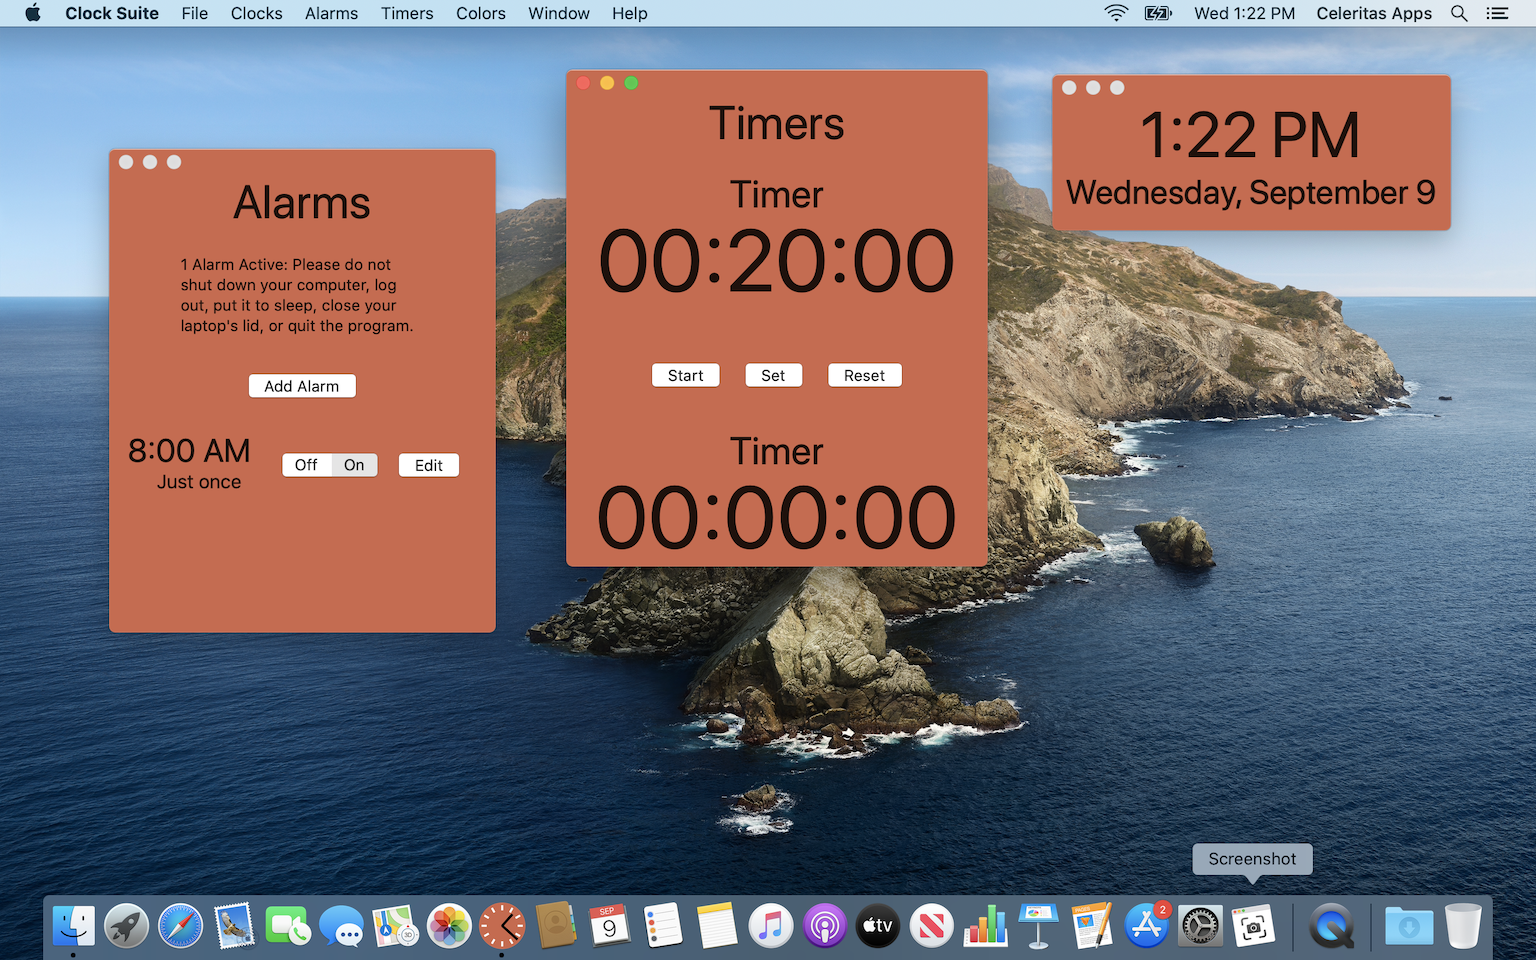 Clock Suite File Clocks Alarms Timers Colors Window Help Wed 1:22 PM Celeritas Apps
Alarms
1 Alarm Active: Please do not
shut down your computer, log
out, put it to sleep, close your
laptop's lid, or quit the program.
Add Alarm
8:00 AM
Just once
Off On Edit
Timers
Timer
00:20:00
Start Set Reset
Timer
00:00:00
1:22 PM
Wednesday, September 9
Screenshot
3D
SEP
9
tv
PAGES
2